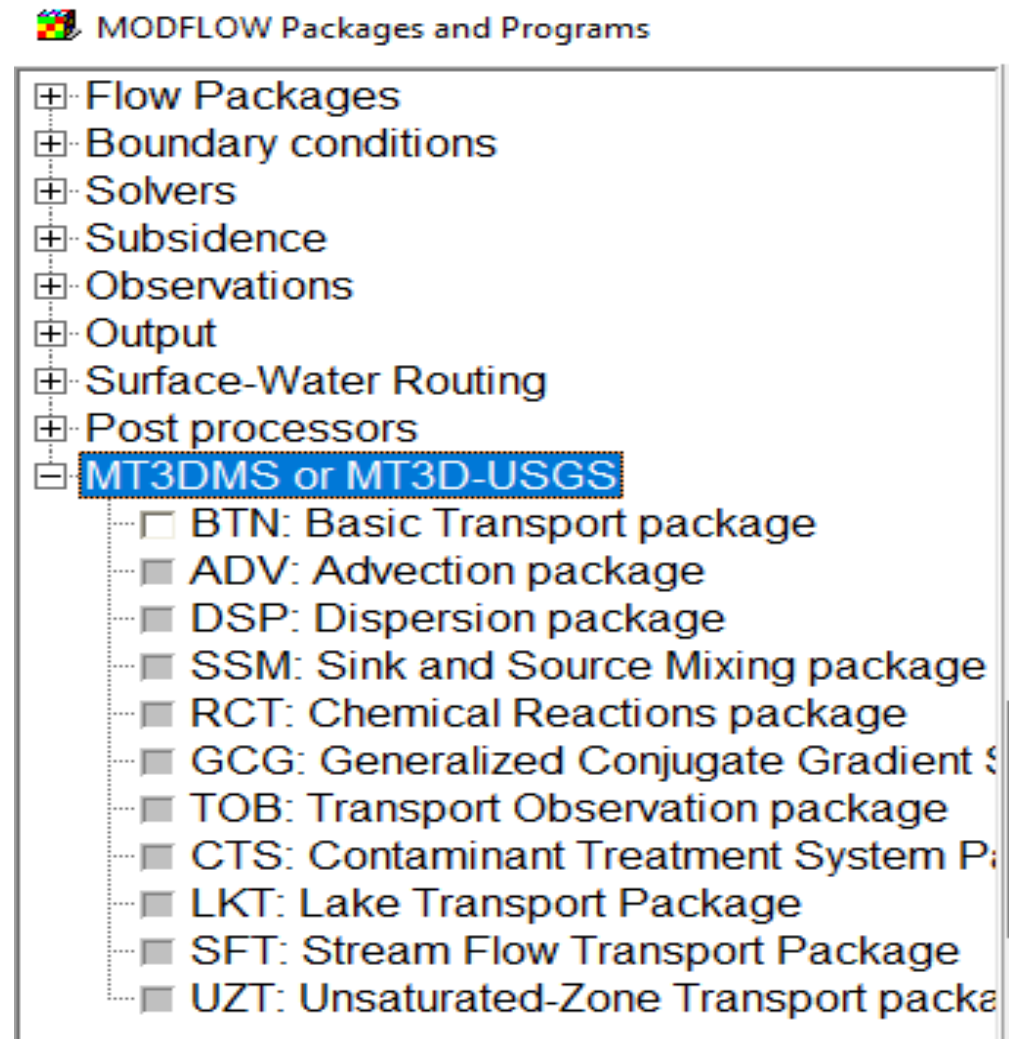 MODFLOW Packages and Programs
Flow Packages
Boundary conditions
Solvers
Subsidence
Observations
Output
Surface-Water Routing
Post processors
MT3DMS or MT3D-USGS
BTN: Basic Transport package
ADV: Advection package
DSP: Dispersion package
SSM: Sink and Source Mixing package
RCT: Chemical Reactions package
GCG: Generalized Conjugate Gradient
TOB: Transport Observation package
CTS: Contaminant Treatment System
LKT: Lake Transport Package
SFT: Stream Flow Transport Package
UZT: Unsaturated-Zone Transport